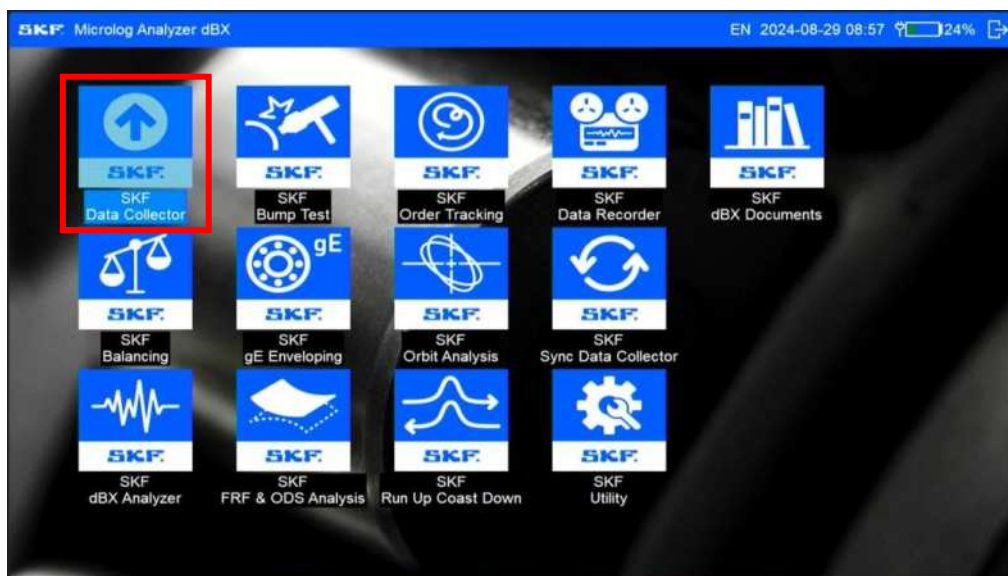 SKF. Microlog Analyzer dBX
EN 2024-08-29 08:57 24%
SKF. SKF. SKF. SKF. SKF.
SKF SKF SKF SKF SKF
Data Collector Bump Test Order Tracking Data Recorder dBX Documents
gE
SKF. SKF. SKF. SKF.
SKF SKF SKF SKF
Balancing gE Enveloping Orbit Analysis Sync Data Collector
SKF. SKF. SKF. SKF.
SKF SKF SKF SKF
dBX Analyzer FRF & ODS Analysis Run Up Coast Down Utility